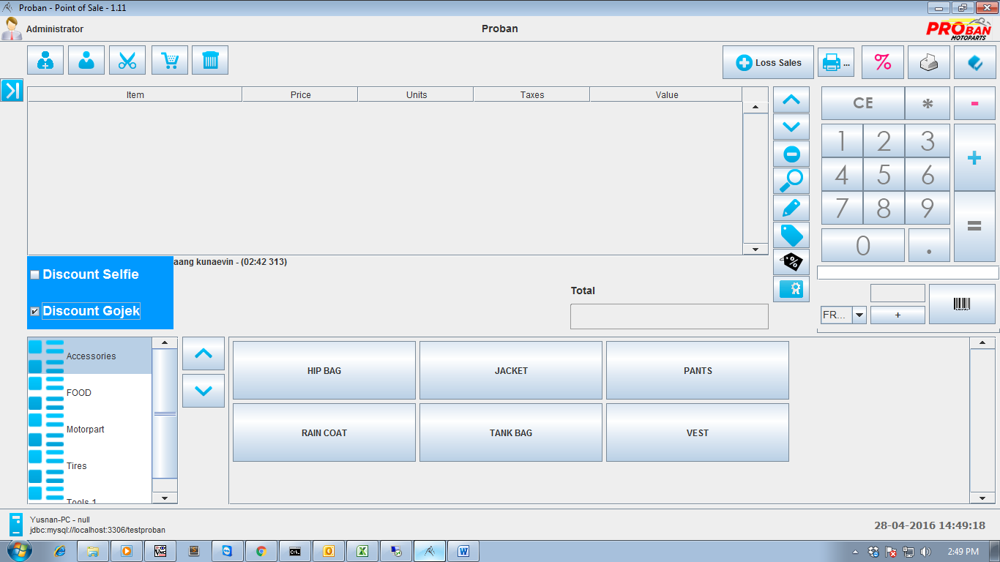 Proban - Point of Sale - 1.11
Administrator
Proban
PROBAN
MOTOPARTS
Loss Sales
...
%
Item Price Units Taxes Value
CE * -
1 2 3 +
4 5 6
7 8 9 =
0 .
%
aang kunaevin - (02:42 313)
Discount Selfie
Discount Gojek
Total
FR... +
Accessories
FOOD
Motorpart
Tires
Tools 1
HIP BAG JACKET PANTS
RAIN COAT TANK BAG VEST
Yusnan-PC - null
jdbc:mysql://localhost:3306/testproban
28-04-2016 14:49:18
2:49 PM